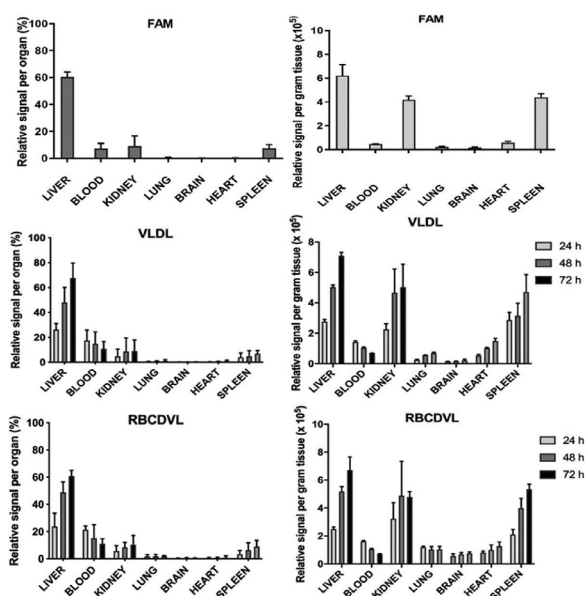 FAM
Relative signal per organ (%)
100
80
60
40
20
0
LIVER
BLOOD
KIDNEY
LUNG
BRAIN
HEART
SPLEEN
FAM
Relative signal per gram tissue (x10⁵)
8
6
4
2
0
LIVER
BLOOD
KIDNEY
LUNG
BRAIN
HEART
SPLEEN
VLDL
Relative signal per organ (%)
100
80
60
40
20
0
LIVER
BLOOD
KIDNEY
LUNG
BRAIN
HEART
SPLEEN
VLDL
Relative signal per gram tissue (x 10⁵)
8
6
4
2
0
LIVER
BLOOD
KIDNEY
LUNG
BRAIN
HEART
SPLEEN
24 h
48 h
72 h
RBCDVL
Relative signal per organ (%)
100
80
60
40
20
0
LIVER
BLOOD
KIDNEY
LUNG
BRAIN
HEART
SPLEEN
RBCDVL
Relative signal per gram tissue (x 10⁵)
8
6
4
2
0
LIVER
BLOOD
KIDNEY
LUNG
BRAIN
HEART
SPLEEN
24 h
48 h
72 h